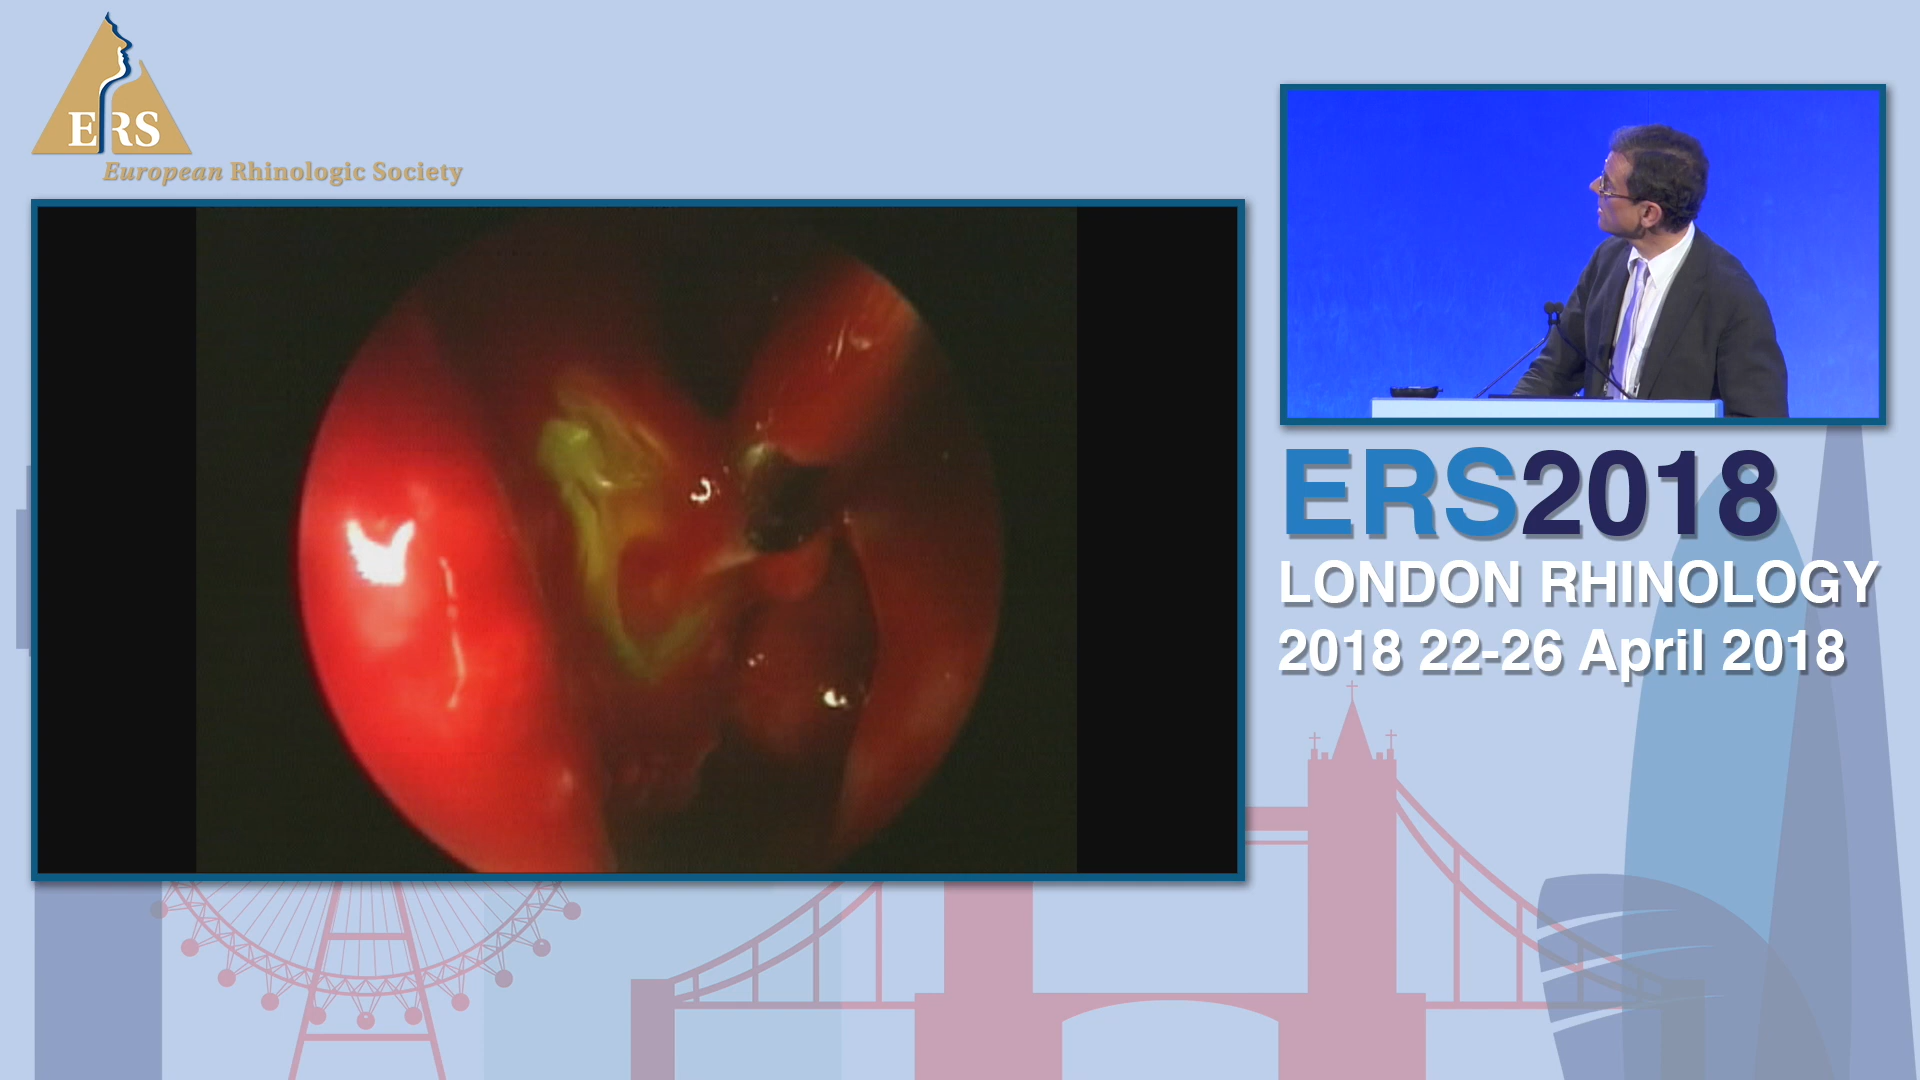 ERS
European Rhinologic Society
ERS2018
LONDON RHINOLOGY
2018 22-26 April 2018